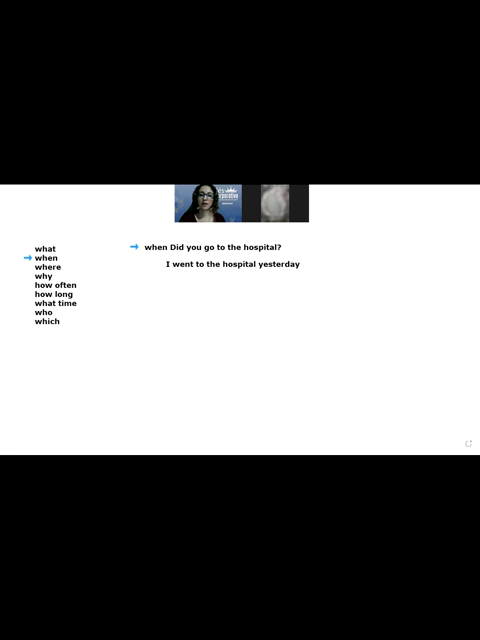 what
when
where
why
how often
how long
what time
who
which
when Did you go to the hospital?
I went to the hospital yesterday